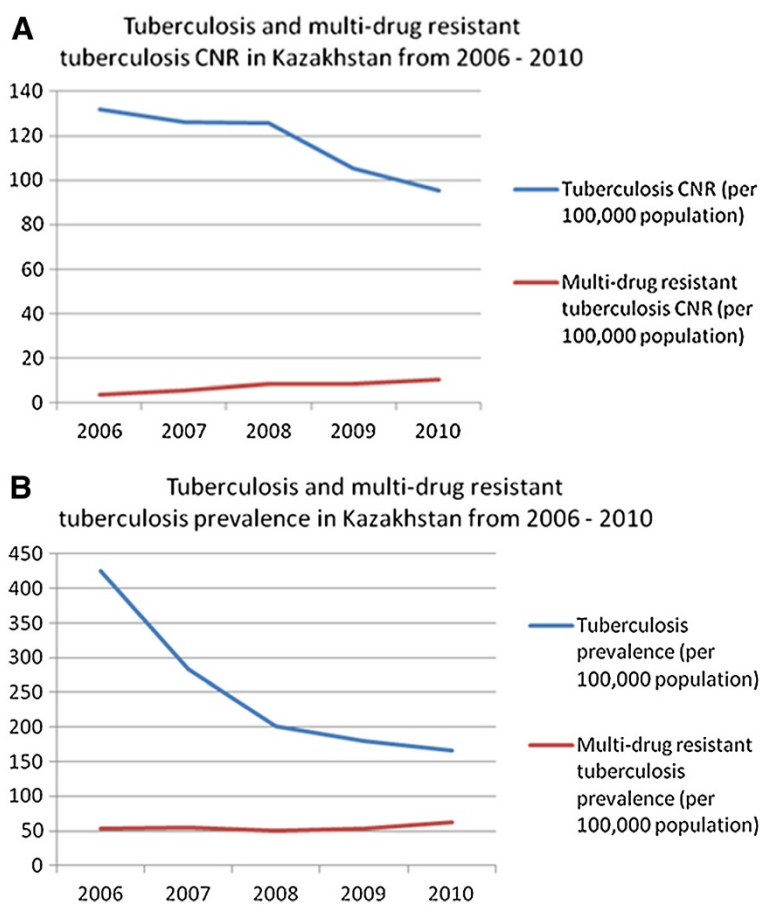 A
Tuberculosis and multi-drug resistant
tuberculosis CNR in Kazakhstan from 2006 - 2010
140
120
100
80
60
40
20
0
2006 2007 2008 2009 2010
Tuberculosis CNR (per
100,000 population)
Multi-drug resistant
tuberculosis CNR (per
100,000 population)
B
Tuberculosis and multi-drug resistant
tuberculosis prevalence in Kazakhstan from 2006 - 2010
450
400
350
300
250
200
150
100
50
0
2006 2007 2008 2009 2010
Tuberculosis
prevalence (per
100,000 population)
Multi-drug resistant
tuberculosis
prevalence (per
100,000 population)